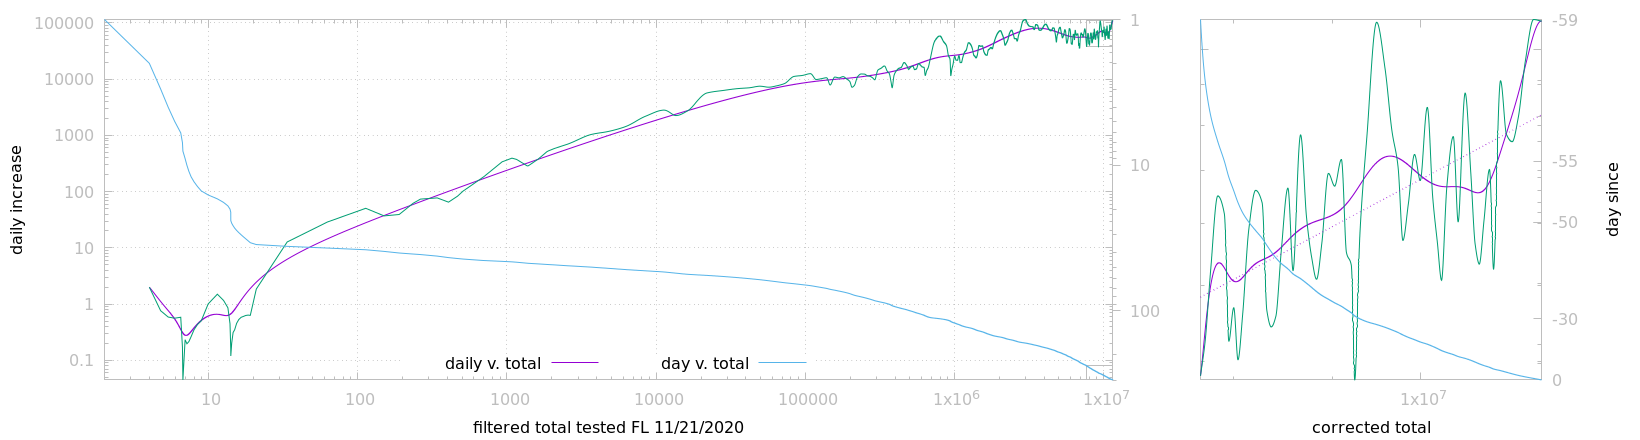 100000
10000
1000
100
10
1
0.1
daily increase
10
100
1000
10000
100000
1x10^6
1x10^7
1
10
100
daily v. total
day v. total
filtered total tested FL 11/21/2020
-59
-55
-50
-30
0
day since
1x10^7
corrected total